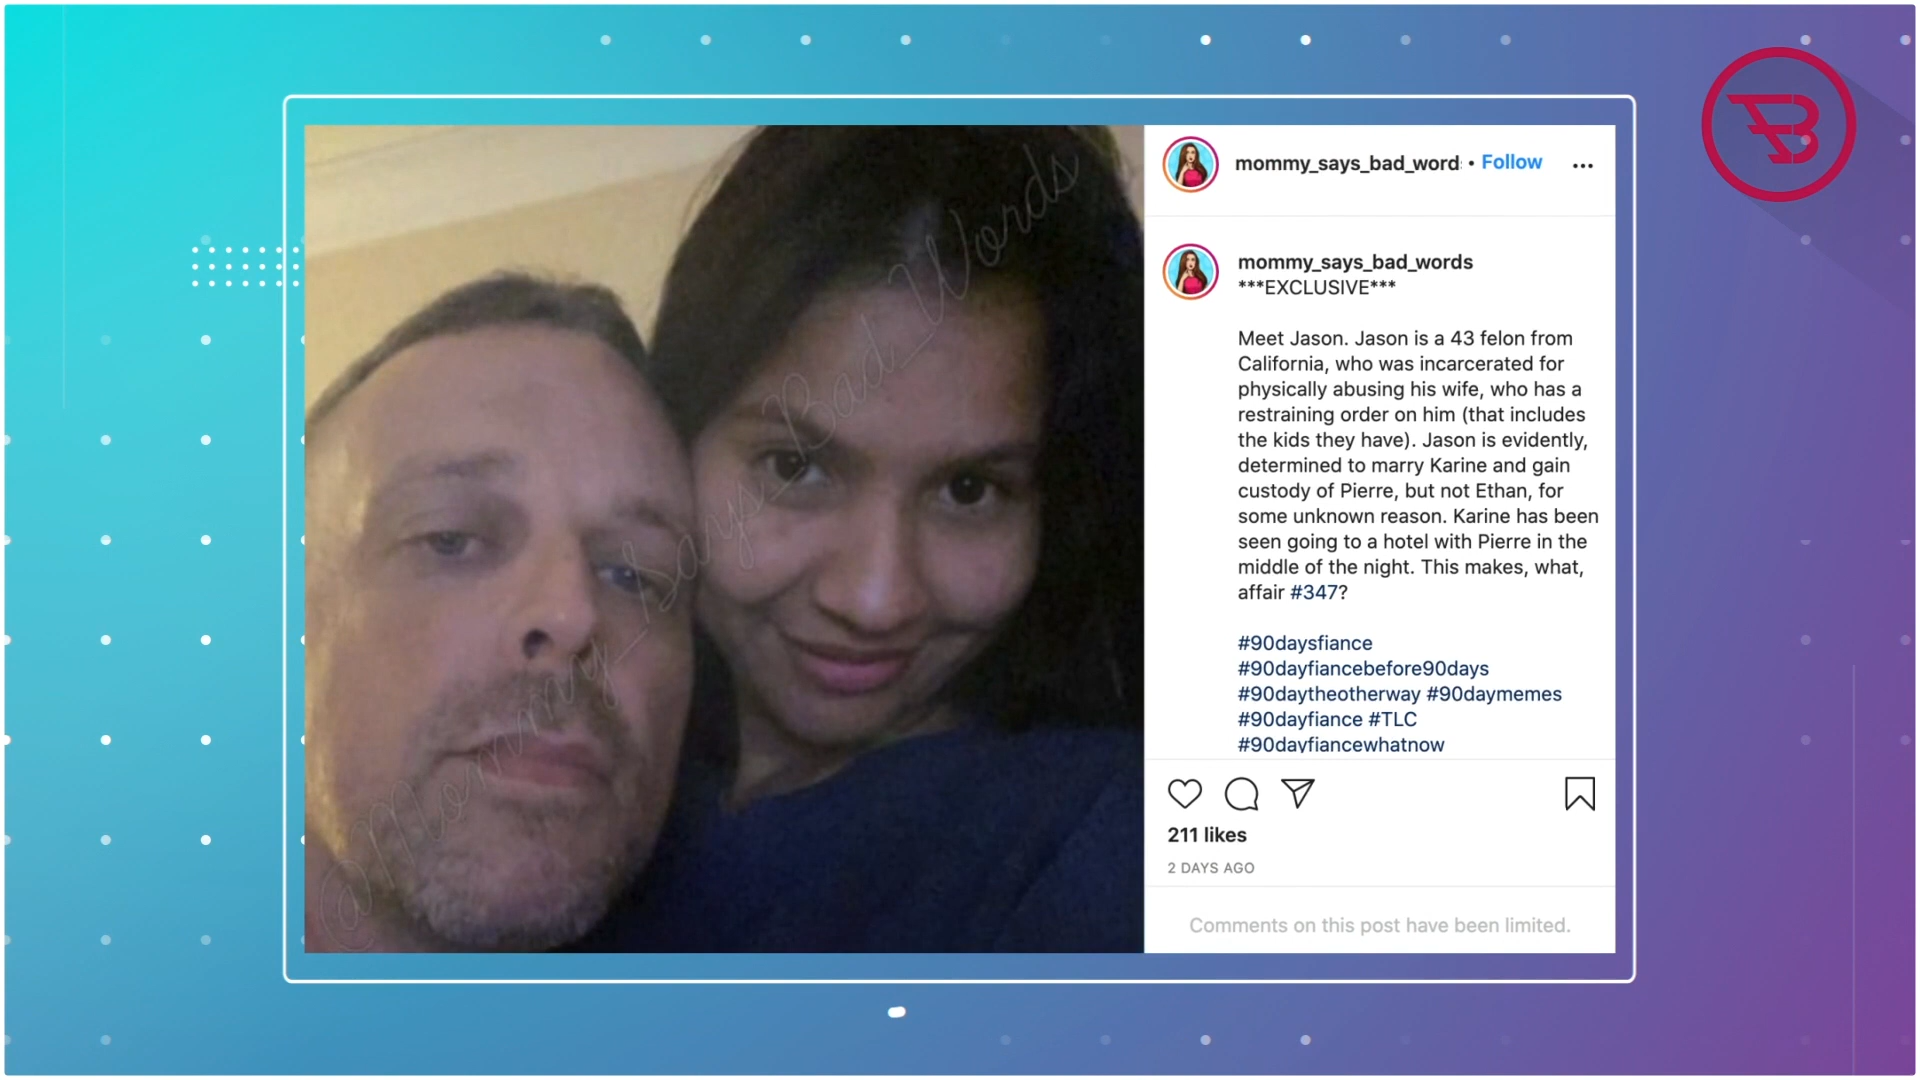 mommy_says_bad_word • Follow
mommy_says_bad_words
***EXCLUSIVE***
Meet Jason. Jason is a 43 felon from
California, who was incarcerated for
physically abusing his wife, who has a
restraining order on him (that includes
the kids they have). Jason is evidently,
determined to marry Karine and gain
custody of Pierre, but not Ethan, for
some unknown reason. Karine has been
seen going to a hotel with Pierre in the
middle of the night. This makes, what,
affair #347?
#90daysfiance
#90dayfiancebefore90days
#90daytheotherway #90daymemes
#90dayfiance #TLC
#90dayfiancewhatnow
211 likes
2 DAYS AGO
Comments on this post have been limited.
@Mommy_Says_Bad_Words
B